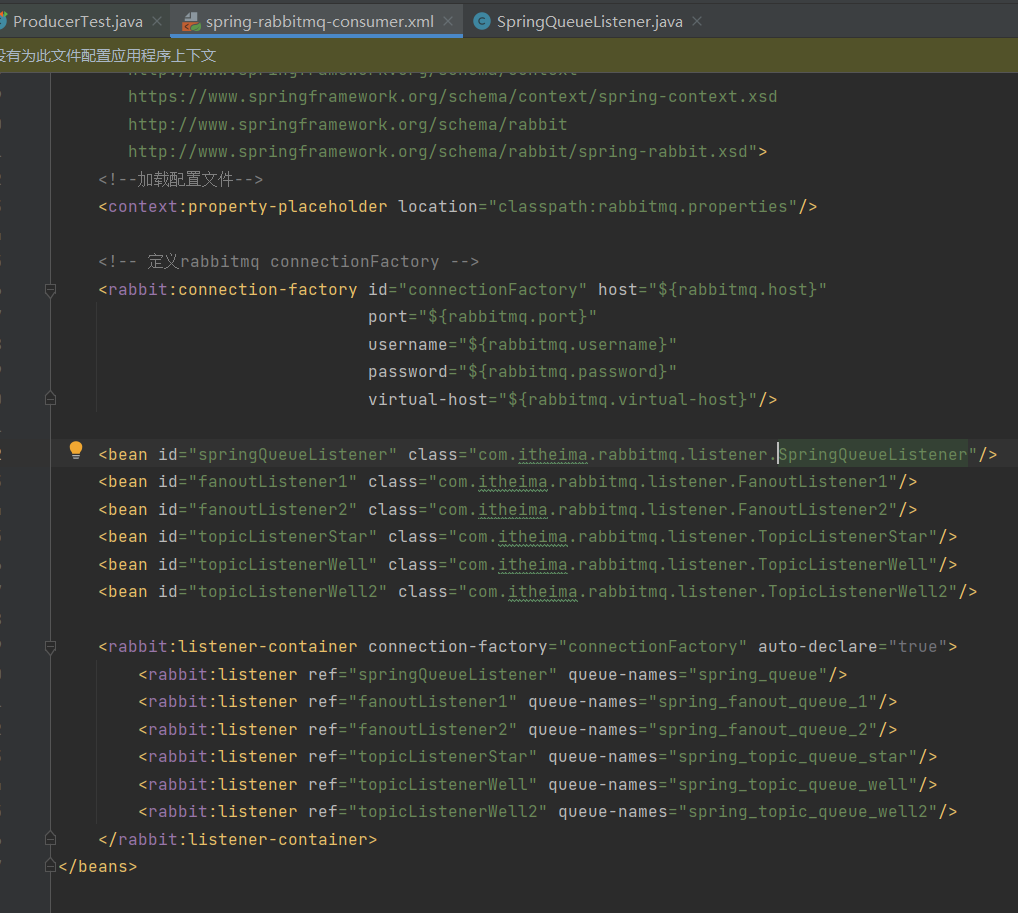 ProducerTest.java spring-rabbitmq-consumer.xml SpringQueueListener.java
有为此文件配置应用程序上下文
http://www.springframework.org/schema/context
https://www.springframework.org/schema/context/spring-context.xsd
http://www.springframework.org/schema/rabbit
http://www.springframework.org/schema/rabbit/spring-rabbit.xsd">
<!--加载配置文件-->
<context:property-placeholder location="classpath:rabbitmq.properties"/>
<!-- 定义rabbitmq connectionFactory -->
<rabbit:connection-factory id="connectionFactory" host="${rabbitmq.host}"
port="${rabbitmq.port}"
username="${rabbitmq.username}"
password="${rabbitmq.password}"
virtual-host="${rabbitmq.virtual-host}"/>
<bean id="springQueueListener" class="com.itheima.rabbitmq.listener.SpringQueueListener"/>
<bean id="fanoutListener1" class="com.itheima.rabbitmq.listener.FanoutListener1"/>
<bean id="fanoutListener2" class="com.itheima.rabbitmq.listener.FanoutListener2"/>
<bean id="topicListenerStar" class="com.itheima.rabbitmq.listener.TopicListenerStar"/>
<bean id="topicListenerWell" class="com.itheima.rabbitmq.listener.TopicListenerWell"/>
<bean id="topicListenerWell2" class="com.itheima.rabbitmq.listener.TopicListenerWell2"/>
<rabbit:listener-container connection-factory="connectionFactory" auto-declare="true">
<rabbit:listener ref="springQueueListener" queue-names="spring_queue"/>
<rabbit:listener ref="fanoutListener1" queue-names="spring_fanout_queue_1"/>
<rabbit:listener ref="fanoutListener2" queue-names="spring_fanout_queue_2"/>
<rabbit:listener ref="topicListenerStar" queue-names="spring_topic_queue_star"/>
<rabbit:listener ref="topicListenerWell" queue-names="spring_topic_queue_well"/>
<rabbit:listener ref="topicListenerWell2" queue-names="spring_topic_queue_well2"/>
</rabbit:listener-container>
</beans>